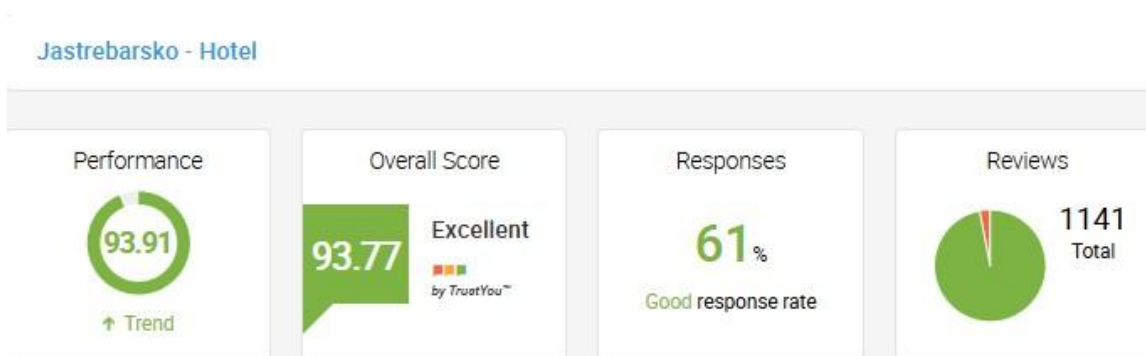 Jastrebarsko - Hotel
Performance
93.91
↑ Trend
Overall Score
93.77
Excellent
by TrustYou™
Responses
61%
Good response rate
Reviews
1141
Total